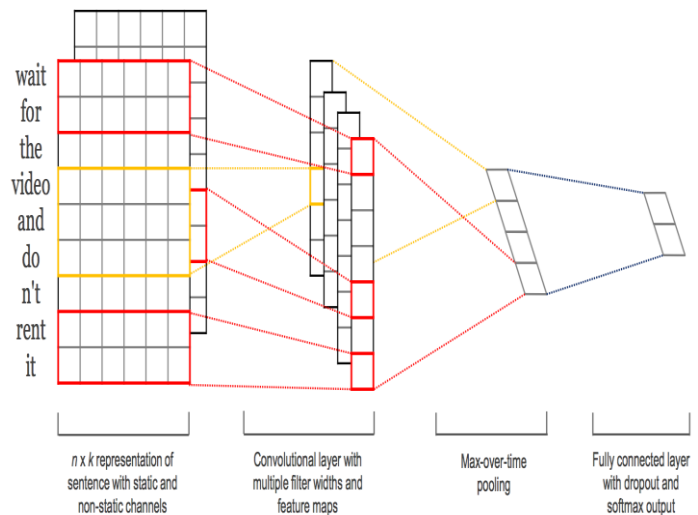 wait
for
the
video
and
do
n't
rent
it
n x k representation of
sentence with static and
non-static channels
Convolutional layer with
multiple filter widths and
feature maps
Max-over-time
pooling
Fully connected layer
with dropout and
softmax output